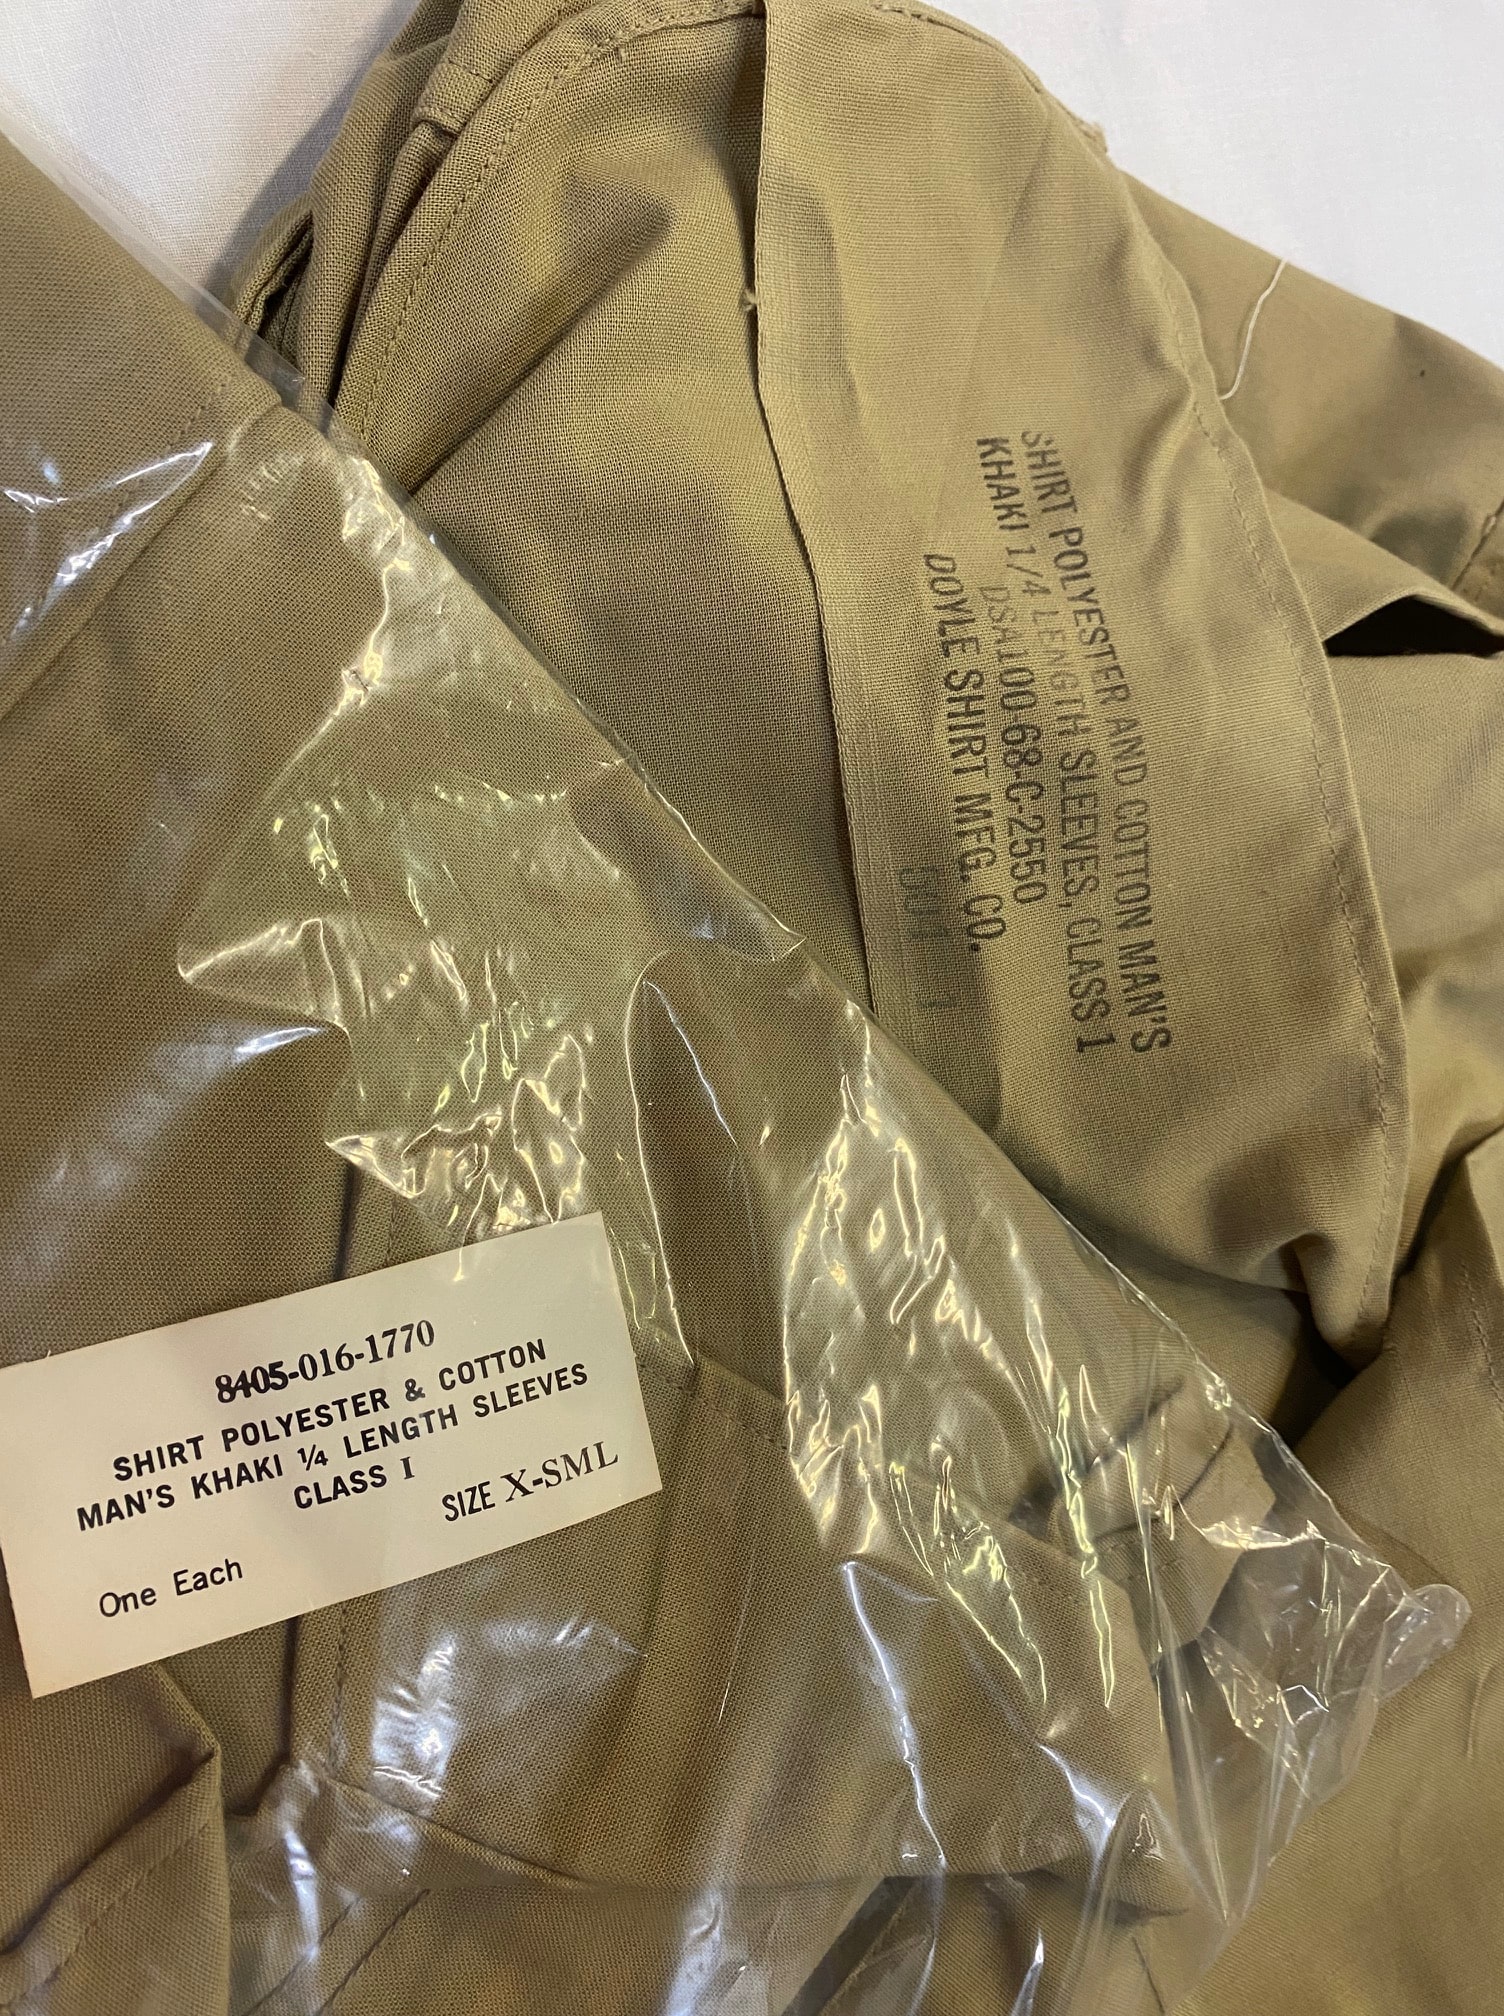 SHIRT POLYESTER AND COTTON MAN'S
KHAKI 1/4 LENGTH SLEEVES, CLASS 1
DSA100-68-C-2550
DOYLE SHIRT MFG. CO.
8405-016-1770
SHIRT POLYESTER & COTTON
MAN'S KHAKI ¼ LENGTH SLEEVES
CLASS I
SIZE X-SML
One Each